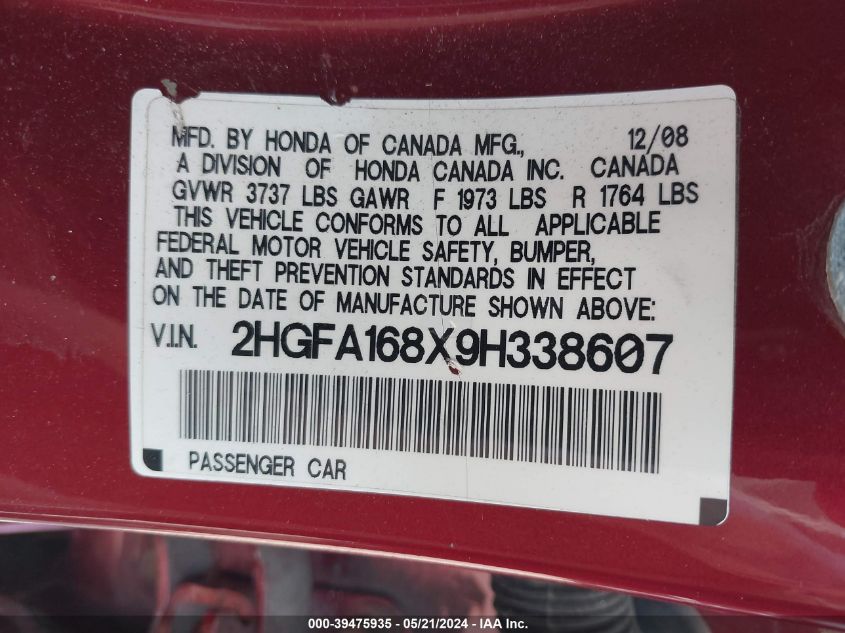 MFD. BY HONDA OF CANADA MFG., 12/08
A DIVISION OF HONDA CANADA INC. CANADA
GVWR 3737 LBS GAWR F 1973 LBS R 1764 LBS
THIS VEHICLE CONFORMS TO ALL APPLICABLE
FEDERAL MOTOR VEHICLE SAFETY, BUMPER,
AND THEFT PREVENTION STANDARDS IN EFFECT
ON THE DATE OF MANUFACTURE SHOWN ABOVE:
V.I.N. 2HGFA168X9H338607
PASSENGER CAR
000-39475935 - 05/21/2024 - IAA Inc.